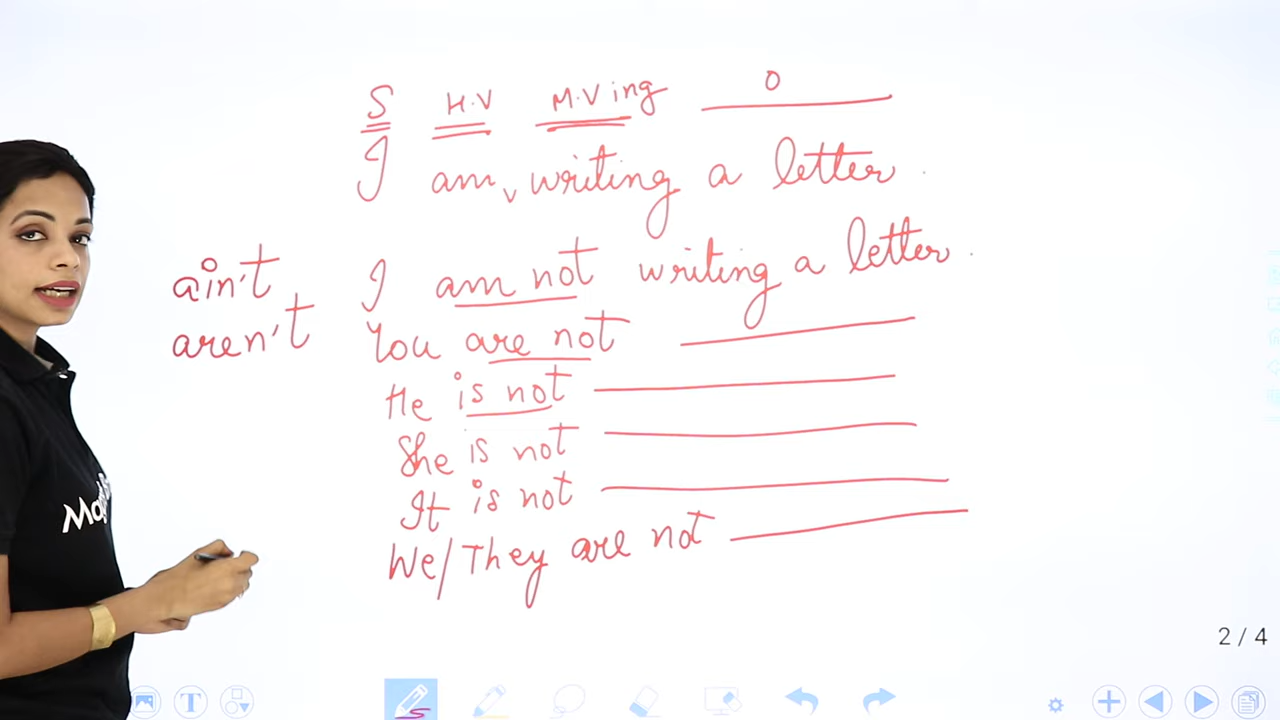 S H.V M.V ing O
I am writing a letter.
ain't I am not writing a letter.
aren't You are not
He is not
She is not
It is not
We/They are not
2 / 4
T